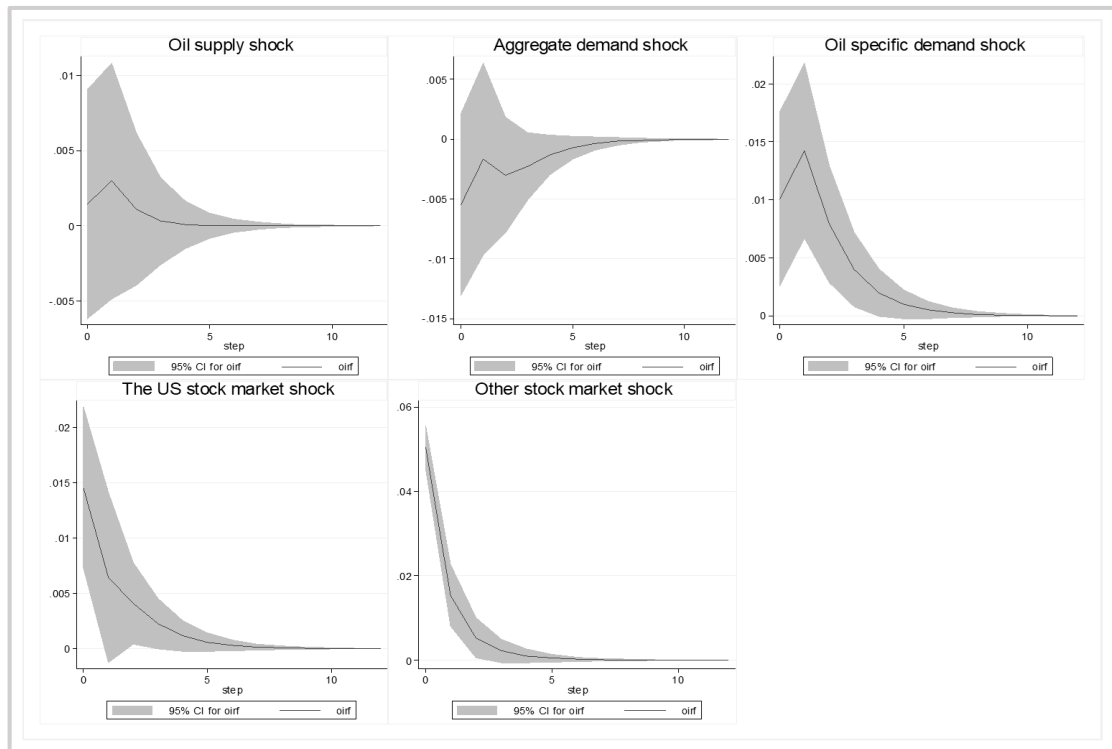 Oil supply shock
.01
.005
0
-.005
0
5
10
step
95% CI for oirf
oirf
Aggregate demand shock
.005
0
-.005
-.01
-.015
0
5
10
step
95% CI for oirf
oirf
Oil specific demand shock
.02
.015
.01
.005
0
0
5
10
step
95% CI for oirf
oirf
The US stock market shock
.02
.015
.01
.005
0
0
5
10
step
95% CI for oirf
oirf
Other stock market shock
.06
.04
.02
0
0
5
10
step
95% CI for oirf
oirf